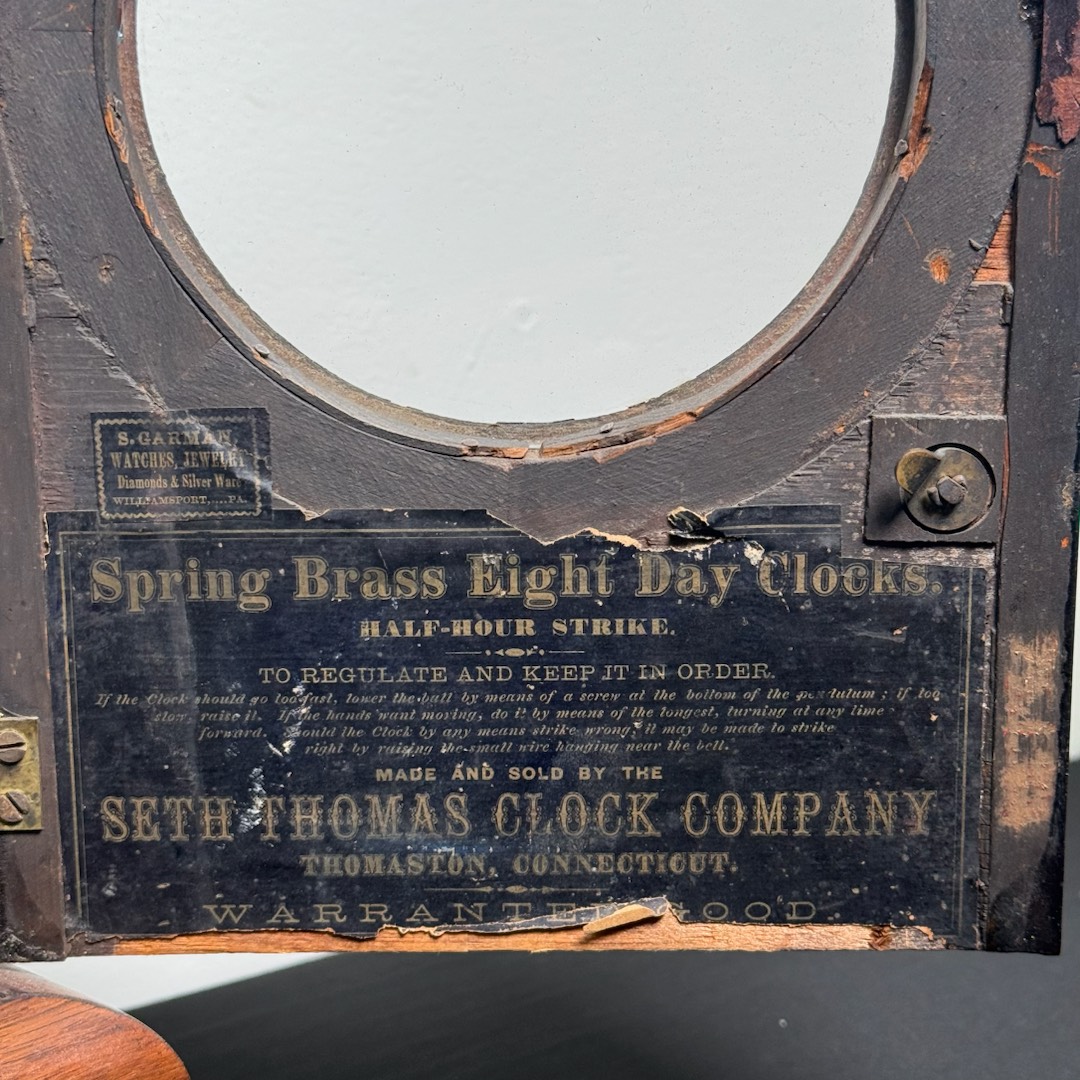 S. GARMAN,
WATCHES, JEWELRY
Diamonds & Silver Ware
WILLIAMSPORT,....PA.
Spring Brass Eight Day Clocks.
HALF-HOUR STRIKE.
TO REGULATE AND KEEP IT IN ORDER.
If the Clock should go too fast, lower the ball by means of a screw at the bottom of the pendulum ; if too
slow, raise it. If the hands want moving, do it by means of the longest, turning at any time
forward. Should the Clock by any means strike wrong, it may be made to strike
right by raising the small wire hanging near the bell.
MADE AND SOLD BY THE
SETH THOMAS CLOCK COMPANY
THOMASTON, CONNECTICUT.
WARRANTED GOOD.